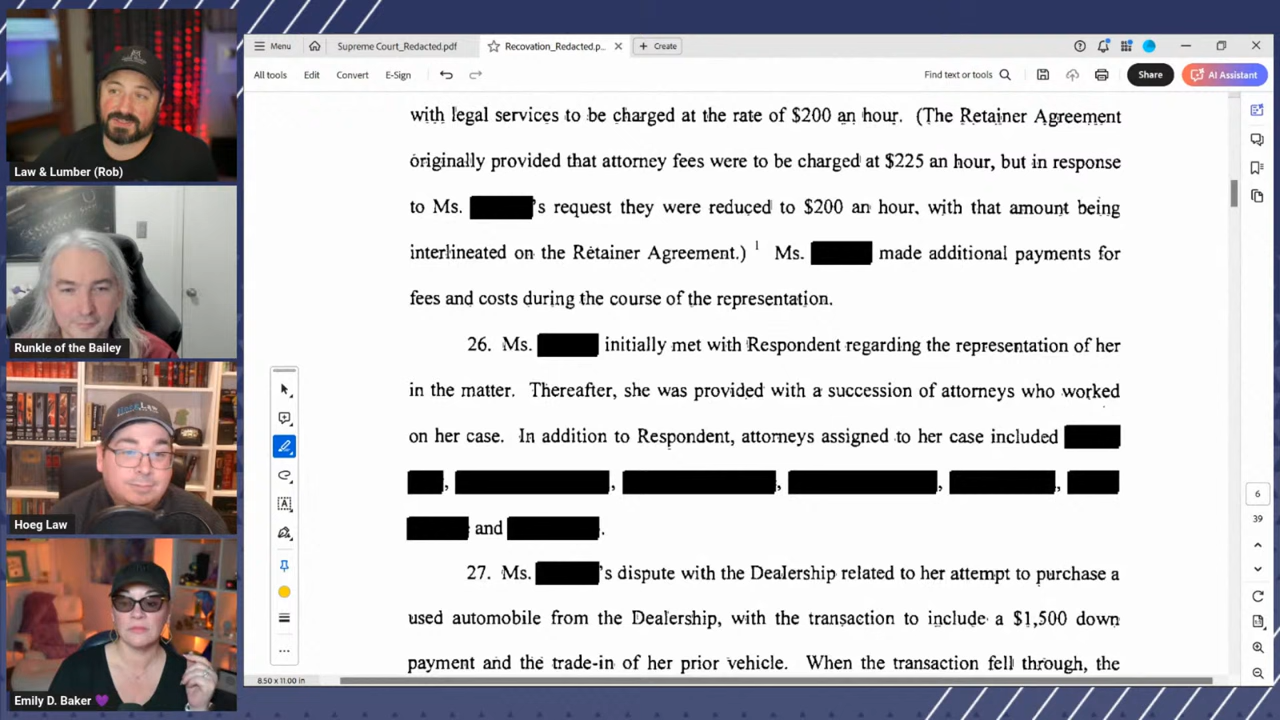 Menu
Supreme Court_Redacted.pdf
Recovation_Redacted.p...
Create
All tools
Edit
Convert
E-Sign
Find text or tools
Share
AI Assistant
with legal services to be charged at the rate of $200 an hour. (The Retainer Agreement
originally provided that attorney fees were to be charged at $225 an hour, but in response
to Ms. 's request they were reduced to $200 an hour, with that amount being
interlineated on the Retainer Agreement.) 1 Ms. made additional payments for
fees and costs during the course of the representation.
26. Ms. initially met with Respondent regarding the representation of her
in the matter. Thereafter, she was provided with a succession of attorneys who worked
on her case. In addition to Respondent, attorneys assigned to her case included
, , , , ,
and .
27. Ms. 's dispute with the Dealership related to her attempt to purchase a
used automobile from the Dealership, with the transaction to include a $1,500 down
payment and the trade-in of her prior vehicle. When the transaction fell through, the
8.50 x 11.00 in
6
39
Law & Lumber (Rob)
Runkle of the Bailey
Hoeg Law
Emily D. Baker 💜